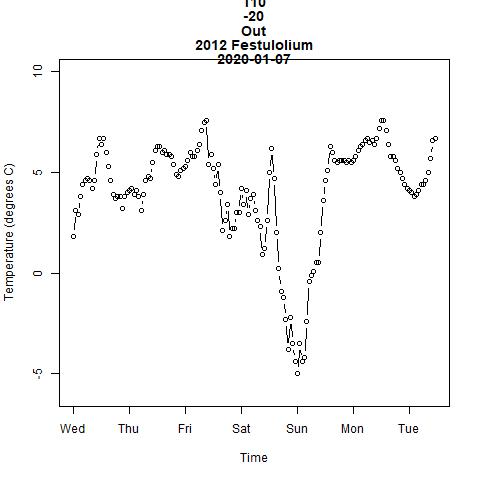 110
-20
Out
2012 Festulolium
2020-01-07
10
5
0
-5
Temperature (degrees C)
Wed Thu Fri Sat Sun Mon Tue
Time